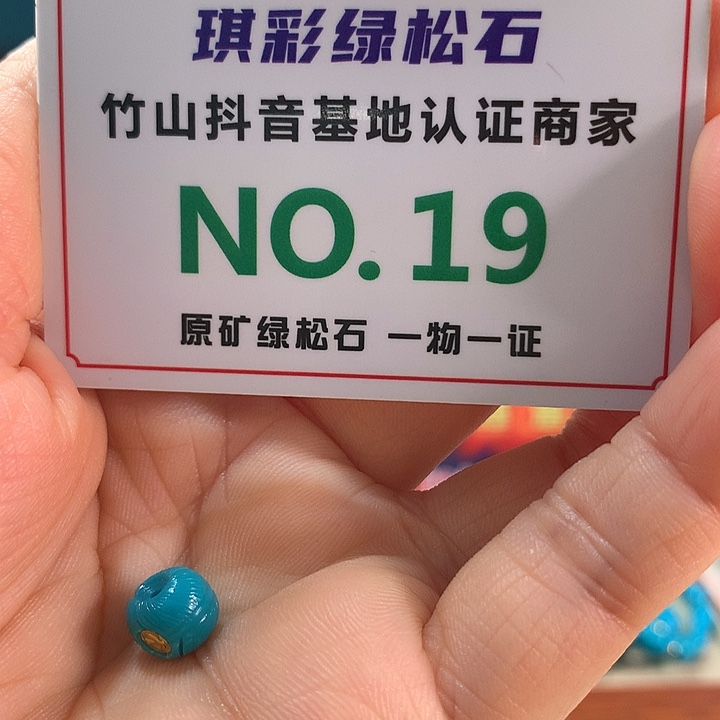 琪彩绿松石
竹山抖音基地认证商家
NO.19
原矿绿松石 一物一证